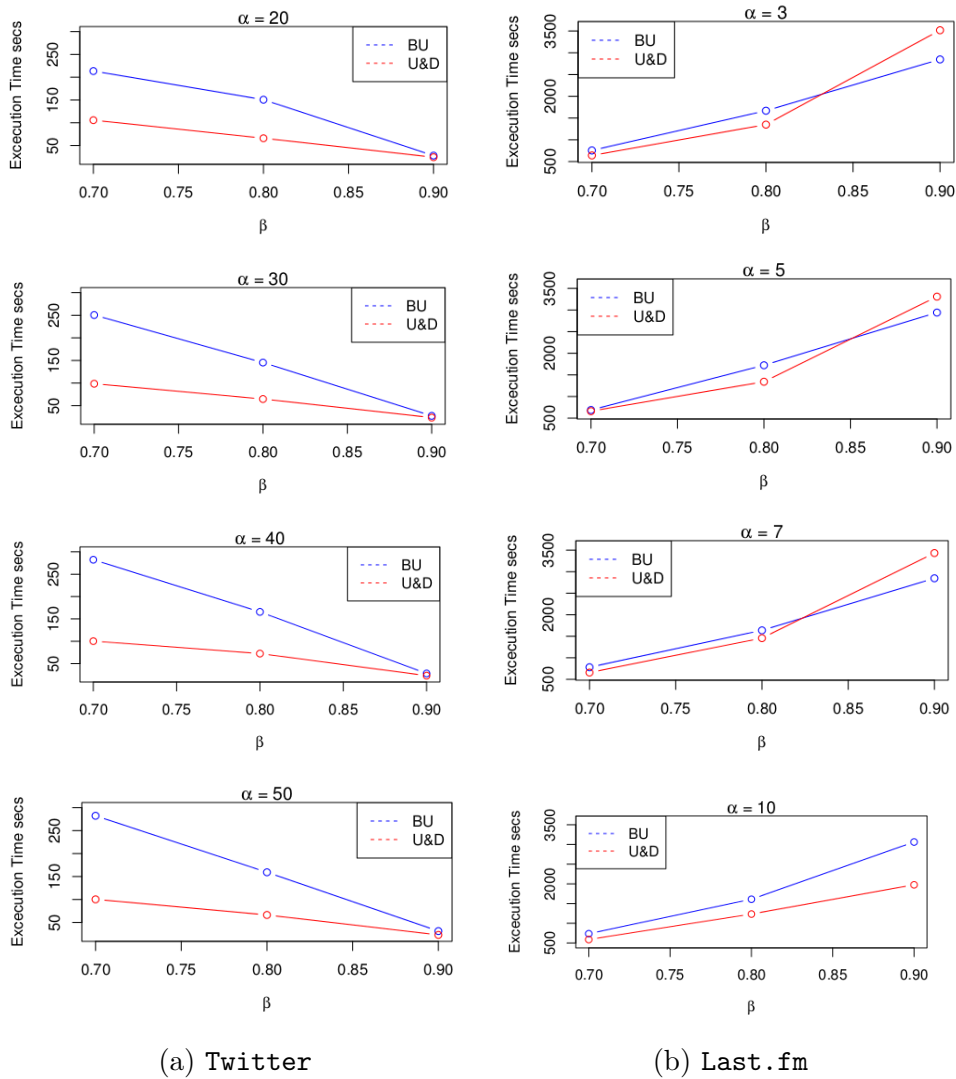 α = 20
Excecution Time secs
50
150
250
BU
U&D
0.70 0.75 0.80 0.85 0.90
β
α = 30
Excecution Time secs
50
150
250
BU
U&D
0.70 0.75 0.80 0.85 0.90
β
α = 40
Excecution Time secs
50
150
250
BU
U&D
0.70 0.75 0.80 0.85 0.90
β
α = 50
Excecution Time secs
50
150
250
BU
U&D
0.70 0.75 0.80 0.85 0.90
β
(a) Twitter
α = 3
Excecution Time secs
500
2000
3500
BU
U&D
0.70 0.75 0.80 0.85 0.90
β
α = 5
Excecution Time secs
500
2000
3500
BU
U&D
0.70 0.75 0.80 0.85 0.90
β
α = 7
Excecution Time secs
500
2000
3500
BU
U&D
0.70 0.75 0.80 0.85 0.90
β
α = 10
Excecution Time secs
500
2000
3500
BU
U&D
0.70 0.75 0.80 0.85 0.90
β
(b) Last.fm